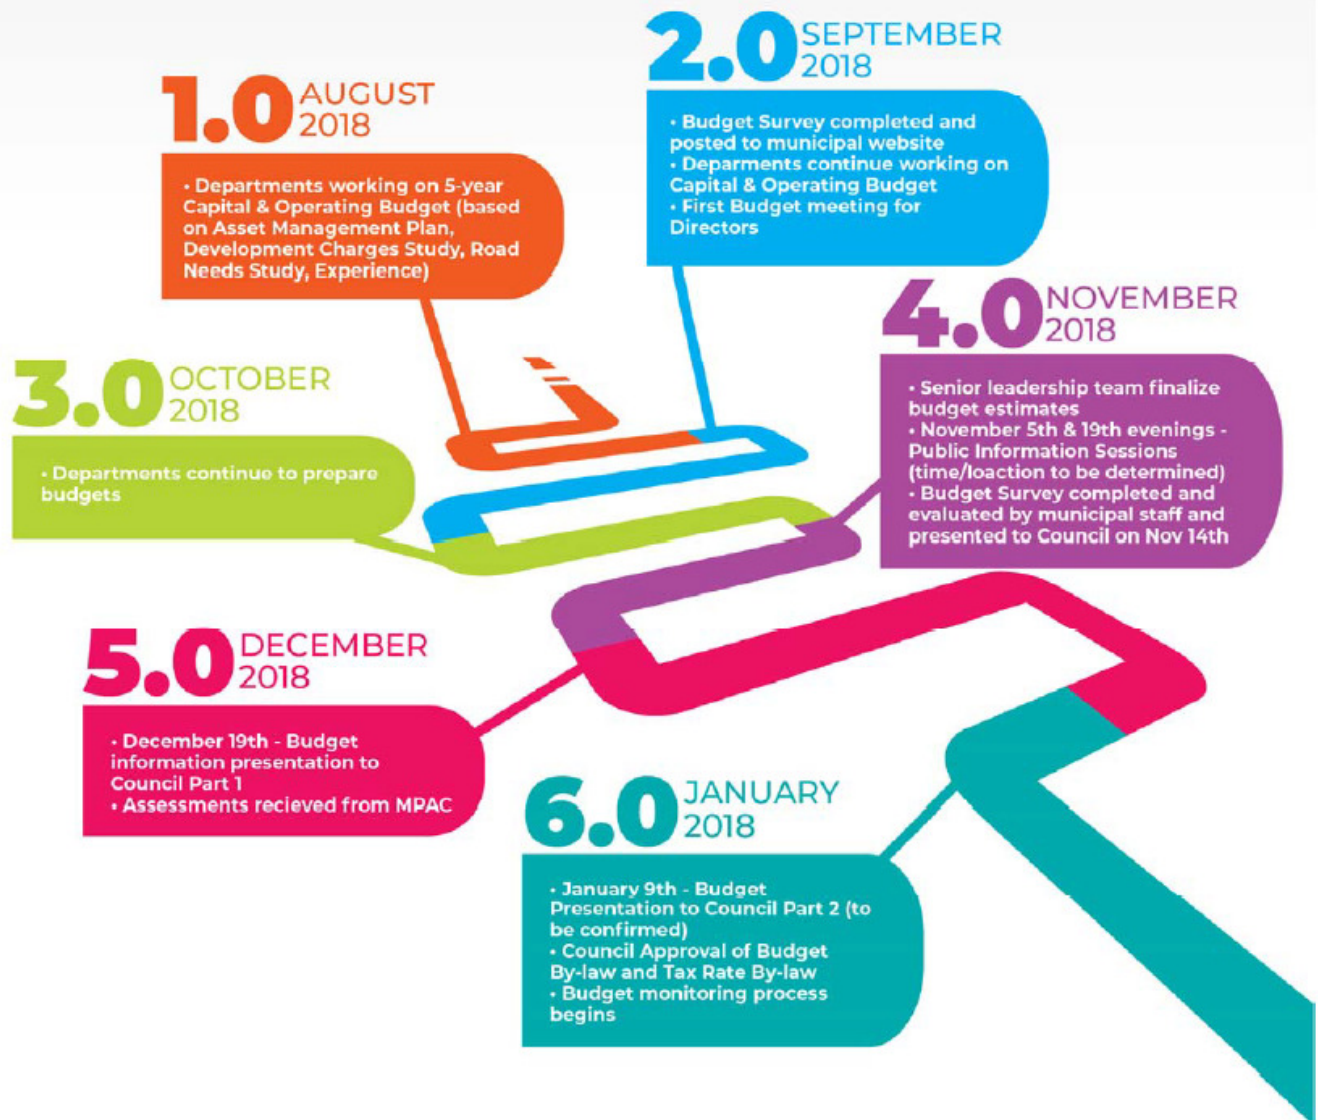 1.0 AUGUST
2018
• Departments working on 5-year
Capital & Operating Budget (based
on Asset Management Plan,
Development Charges Study, Road
Needs Study, Experience)
2.0 SEPTEMBER
2018
• Budget Survey completed and
posted to municipal website
• Deparments continue working on
Capital & Operating Budget
• First Budget meeting for
Directors
3.0 OCTOBER
2018
• Departments continue to prepare
budgets
4.0 NOVEMBER
2018
• Senior leadership team finalize
budget estimates
• November 5th & 19th evenings -
Public Information Sessions
(time/loaction to be determined)
• Budget Survey completed and
evaluated by municipal staff and
presented to Council on Nov 14th
5.0 DECEMBER
2018
• December 19th - Budget
information presentation to
Council Part 1
• Assessments recieved from MPAC
6.0 JANUARY
2018
• January 9th - Budget
Presentation to Council Part 2 (to
be confirmed)
• Council Approval of Budget
By-law and Tax Rate By-law
• Budget monitoring process
begins